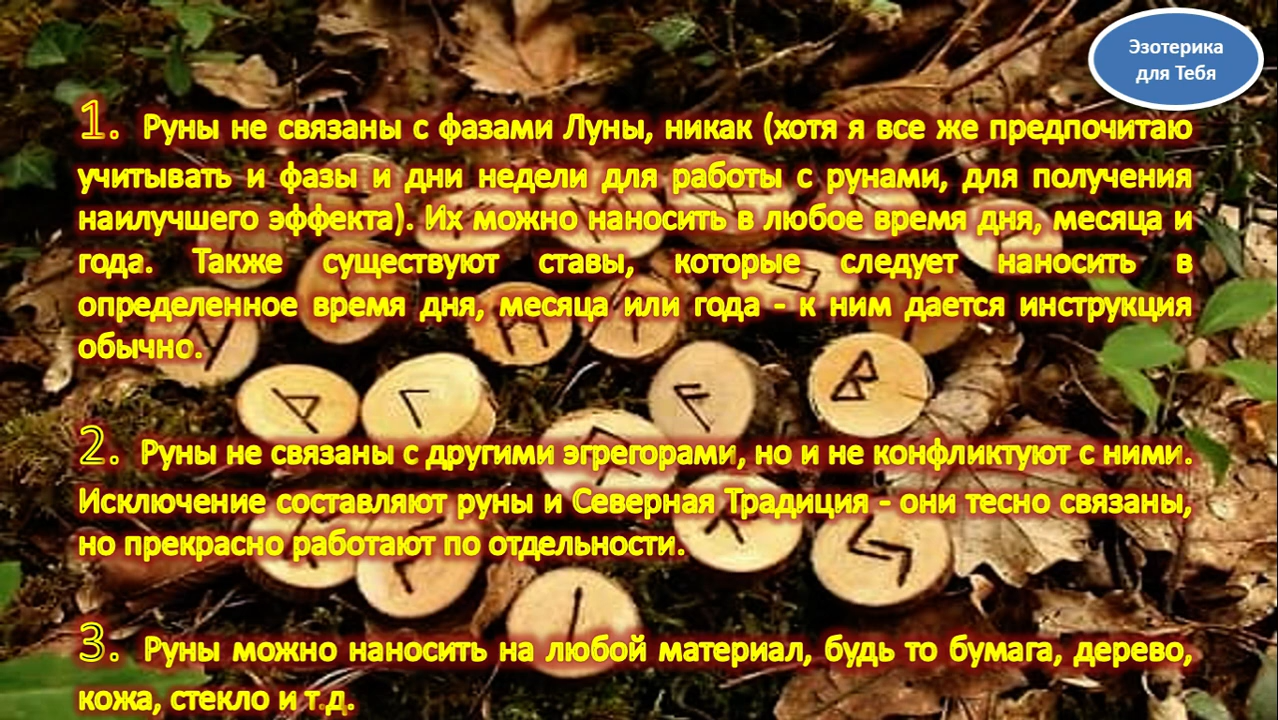 Эзотерика
для Тебя
1. Руны не связаны с фазами Луны, никак (хотя я все же предпочитаю
учитывать и фазы и дни недели для работы с рунами, для получения
наилучшего эффекта). Их можно наносить в любое время дня, месяца и
года. Также существуют ставы, которые следует наносить в
определенное время дня, месяца или года - к ним дается инструкция
обычно.
2. Руны не связаны с другими эгрегорами, но и не конфликтуют с ними.
Исключение составляют руны и Северная Традиция - они тесно связаны,
но прекрасно работают по отдельности.
3. Руны можно наносить на любой материал, будь то бумага, дерево,
кожа, стекло и т.д.